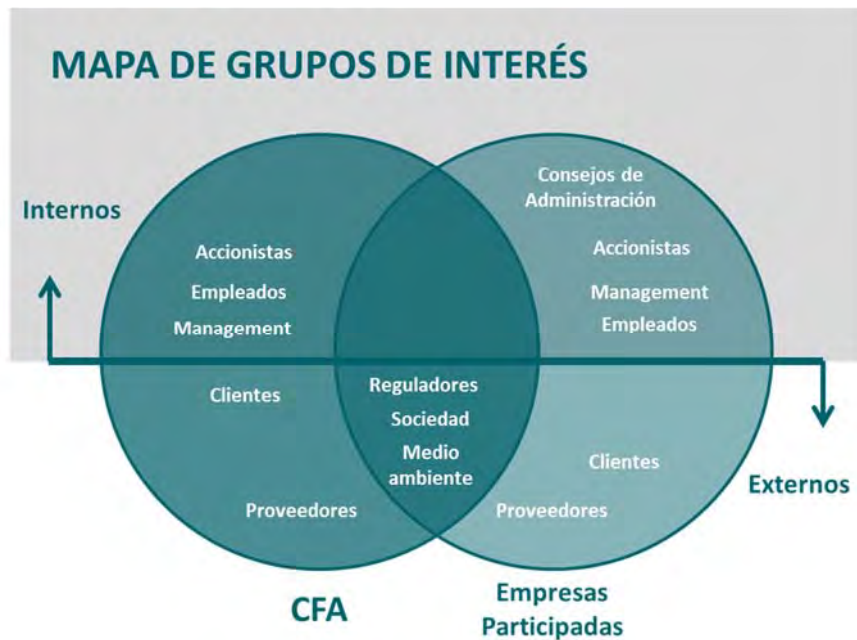 MAPA DE GRUPOS DE INTERÉS
Internos
Accionistas
Empleados
Management
Clientes
Proveedores
Reguladores
Sociedad
Medio
ambiente
Consejos de
Administración
Accionistas
Management
Empleados
Clientes
Proveedores
Externos
CFA
Empresas
Participadas